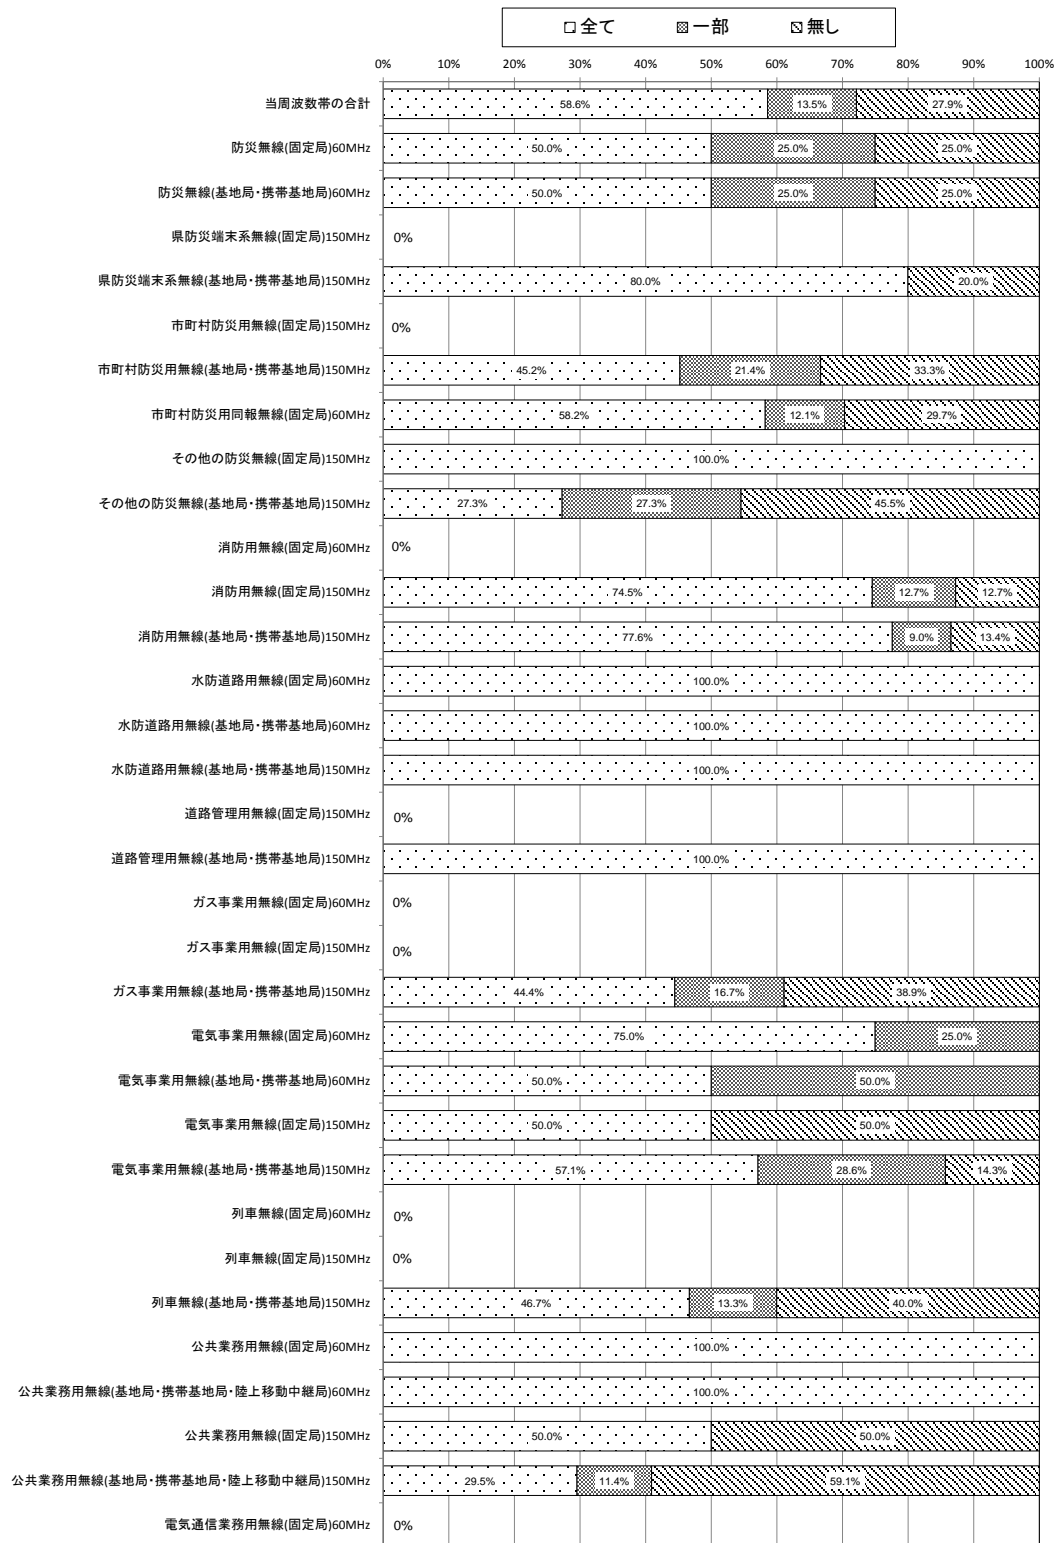 全て 一部 無し
0% 10% 20% 30% 40% 50% 60% 70% 80% 90% 100%
当周波数帯の合計 58.6% 13.5% 27.9%
防災無線(固定局)60MHz 50.0% 25.0% 25.0%
防災無線(基地局・携帯基地局)60MHz 50.0% 25.0% 25.0%
県防災端末系無線(固定局)150MHz 0%
県防災端末系無線(基地局・携帯基地局)150MHz 80.0% 20.0%
市町村防災用無線(固定局)150MHz 0%
市町村防災用無線(基地局・携帯基地局)150MHz 45.2% 21.4% 33.3%
市町村防災用同報無線(固定局)60MHz 58.2% 12.1% 29.7%
その他の防災無線(固定局)150MHz 100.0%
その他の防災無線(基地局・携帯基地局)150MHz 27.3% 27.3% 45.5%
消防用無線(固定局)60MHz 0%
消防用無線(固定局)150MHz 74.5% 12.7% 12.7%
消防用無線(基地局・携帯基地局)150MHz 77.6% 9.0% 13.4%
水防道路用無線(固定局)60MHz 100.0%
水防道路用無線(基地局・携帯基地局)60MHz 100.0%
水防道路用無線(基地局・携帯基地局)150MHz 100.0%
道路管理用無線(固定局)150MHz 0%
道路管理用無線(基地局・携帯基地局)150MHz 100.0%
ガス事業用無線(固定局)60MHz 0%
ガス事業用無線(固定局)150MHz 0%
ガス事業用無線(基地局・携帯基地局)150MHz 44.4% 16.7% 38.9%
電気事業用無線(固定局)60MHz 75.0% 25.0%
電気事業用無線(基地局・携帯基地局)60MHz 50.0% 50.0%
電気事業用無線(固定局)150MHz 50.0% 50.0%
電気事業用無線(基地局・携帯基地局)150MHz 57.1% 28.6% 14.3%
列車無線(固定局)60MHz 0%
列車無線(固定局)150MHz 0%
列車無線(基地局・携帯基地局)150MHz 46.7% 13.3% 40.0%
公共業務用無線(固定局)60MHz 100.0%
公共業務用無線(基地局・携帯基地局・陸上移動中継局)60MHz 100.0%
公共業務用無線(固定局)150MHz 50.0% 50.0%
公共業務用無線(基地局・携帯基地局・陸上移動中継局)150MHz 29.5% 11.4% 59.1%
電気通信業務用無線(固定局)60MHz 0%